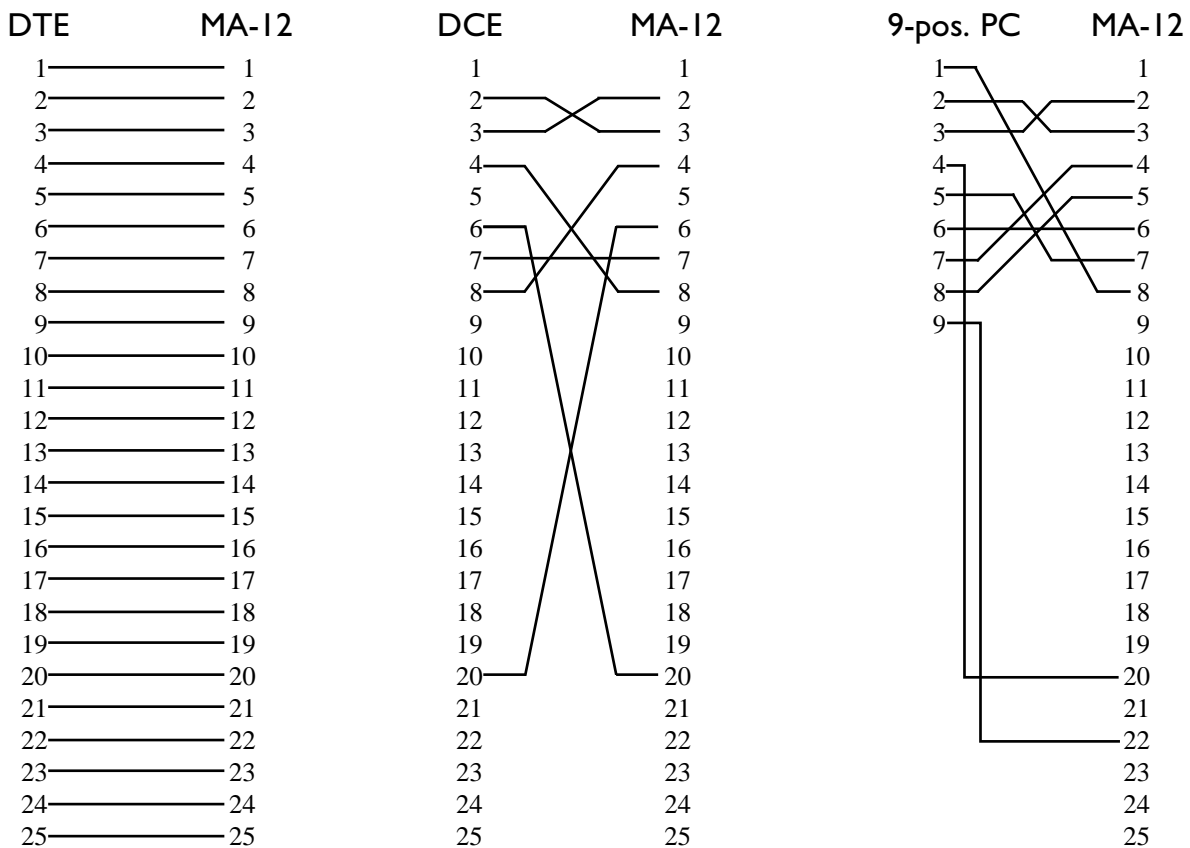 DTE MA-12 DCE MA-12 9-pos. PC MA-12
1 1 1 1 1 1
2 2 2 2 2 2
3 3 3 3 3 3
4 4 4 4 4 4
5 5 5 5 5 5
6 6 6 6 6 6
7 7 7 7 7 7
8 8 8 8 8 8
9 9 9 9 9 9
10 10 10 10 10
11 11 11 11 11
12 12 12 12 12
13 13 13 13 13
14 14 14 14 14
15 15 15 15 15
16 16 16 16 16
17 17 17 17 17
18 18 18 18 18
19 19 19 19 19
20 20 20 20 20
21 21 21 21 21
22 22 22 22 22
23 23 23 23 23
24 24 24 24 24
25 25 25 25 25